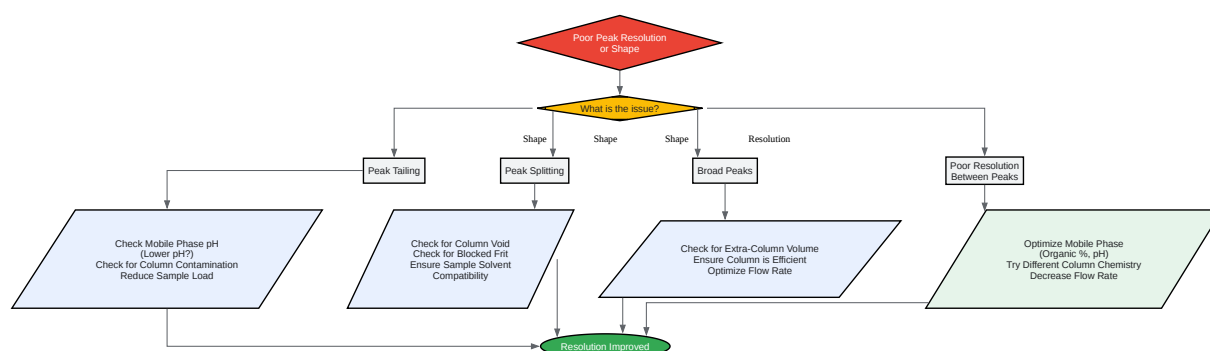 Poor Peak Resolution
or Shape
What is the issue?
Shape
Shape
Shape
Resolution
Peak Tailing
Peak Splitting
Broad Peaks
Poor Resolution
Between Peaks
Check Mobile Phase pH
(Lower pH?)
Check for Column Contamination
Reduce Sample Load
Check for Column Void
Check for Blocked Frit
Ensure Sample Solvent
Compatibility
Check for Extra-Column Volume
Ensure Column is Efficient
Optimize Flow Rate
Optimize Mobile Phase
(Organic %, pH)
Try Different Column Chemistry
Decrease Flow Rate
Resolution Improved